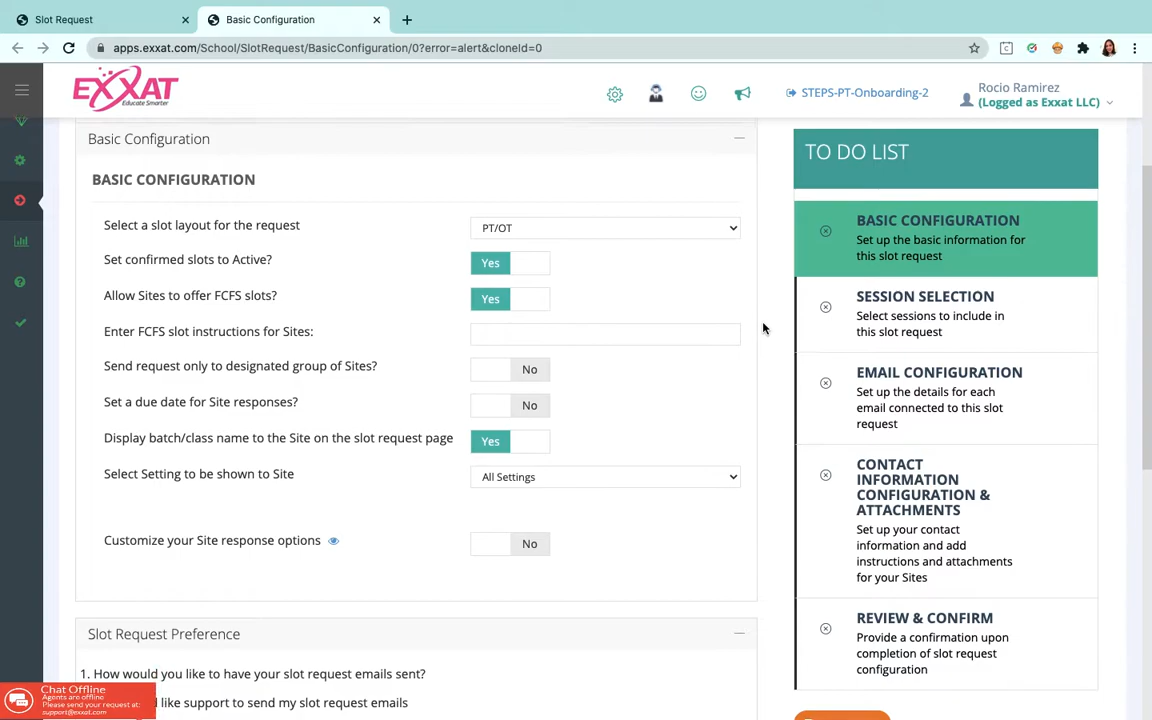 Slot Request
Basic Configuration
apps.exxat.com/School/SlotRequest/BasicConfiguration/0?error=alert&cloneId=0
EXXAT
Educate Smarter
STEPS-PT-Onboarding-2
Rocio Ramirez
(Logged as Exxat LLC)
Basic Configuration
BASIC CONFIGURATION
Select a slot layout for the request
PT/OT
Set confirmed slots to Active?
Yes
Allow Sites to offer FCFS slots?
Yes
Enter FCFS slot instructions for Sites:
Send request only to designated group of Sites?
No
Set a due date for Site responses?
No
Display batch/class name to the Site on the slot request page
Yes
Select Setting to be shown to Site
All Settings
Customize your Site response options
No
Slot Request Preference
1. How would you like to have your slot request emails sent?
like support to send my slot request emails
Chat Offline
Agents are offline
Please send your request at:
support@exxat.com
TO DO LIST
BASIC CONFIGURATION
Set up the basic information for
this slot request
SESSION SELECTION
Select sessions to include in
this slot request
EMAIL CONFIGURATION
Set up the details for each
email connected to this slot
request
CONTACT
INFORMATION
CONFIGURATION &
ATTACHMENTS
Set up your contact
information and add
instructions and attachments
for your Sites
REVIEW & CONFIRM
Provide a confirmation upon
completion of slot request
configuration